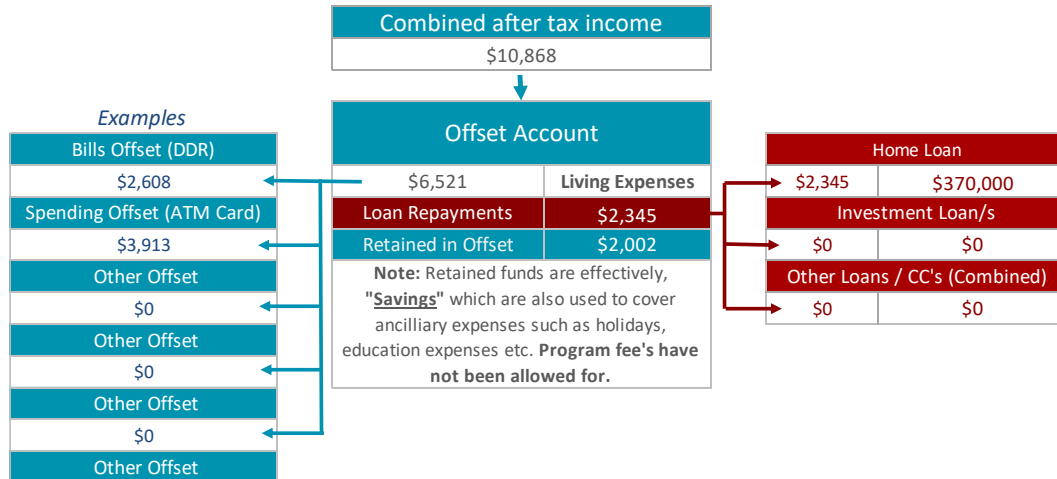 Combined after tax income
$10,868
Examples
Bills Offset (DDR)
$2,608
Spending Offset (ATM Card)
$3,913
Other Offset
$0
Other Offset
$0
Other Offset
$0
Other Offset
Offset Account
$6,521 Living Expenses
Loan Repayments $2,345
Retained in Offset $2,002
Note: Retained funds are effectively,
"Savings" which are also used to cover
ancilliary expenses such as holidays,
education expenses etc. Program fee's have
not been allowed for.
Home Loan
$2,345 $370,000
Investment Loan/s
$0 $0
Other Loans / CC's (Combined)
$0 $0